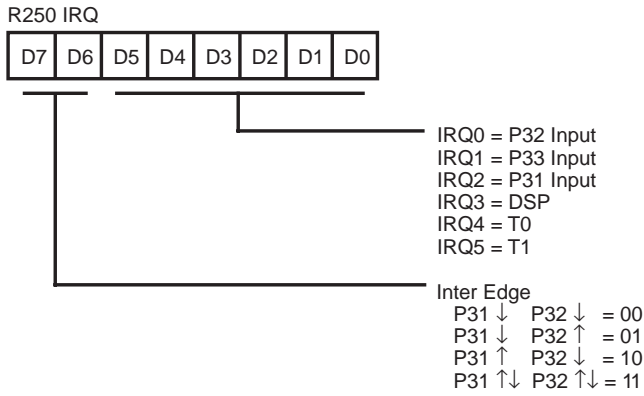 R250 IRQ
D7 D6 D5 D4 D3 D2 D1 D0
IRQ0 = P32 Input
IRQ1 = P33 Input
IRQ2 = P31 Input
IRQ3 = DSP
IRQ4 = T0
IRQ5 = T1
Inter Edge
P31 ↓ P32 ↓ = 00
P31 ↓ P32 ↑ = 01
P31 ↑ P32 ↓ = 10
P31 ↑↓ P32 ↑↓ = 11